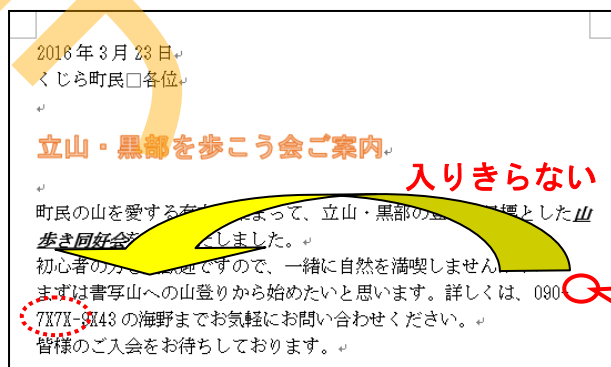 2016年3月23日
くじら町民□各位
立山・黒部を歩こう会ご案内
入りきらない
町民の山を愛する
って、立山・黒部の
とした山
歩き同好会
しました。
初心者の方も
ですので、一緒に自然を満喫しません
まずは書写山への山登りから始めたいと思います。詳しくは、090-
7X7X-9X43の海野までお気軽にお問い合わせください。
皆様のご入会をお待ちしております。